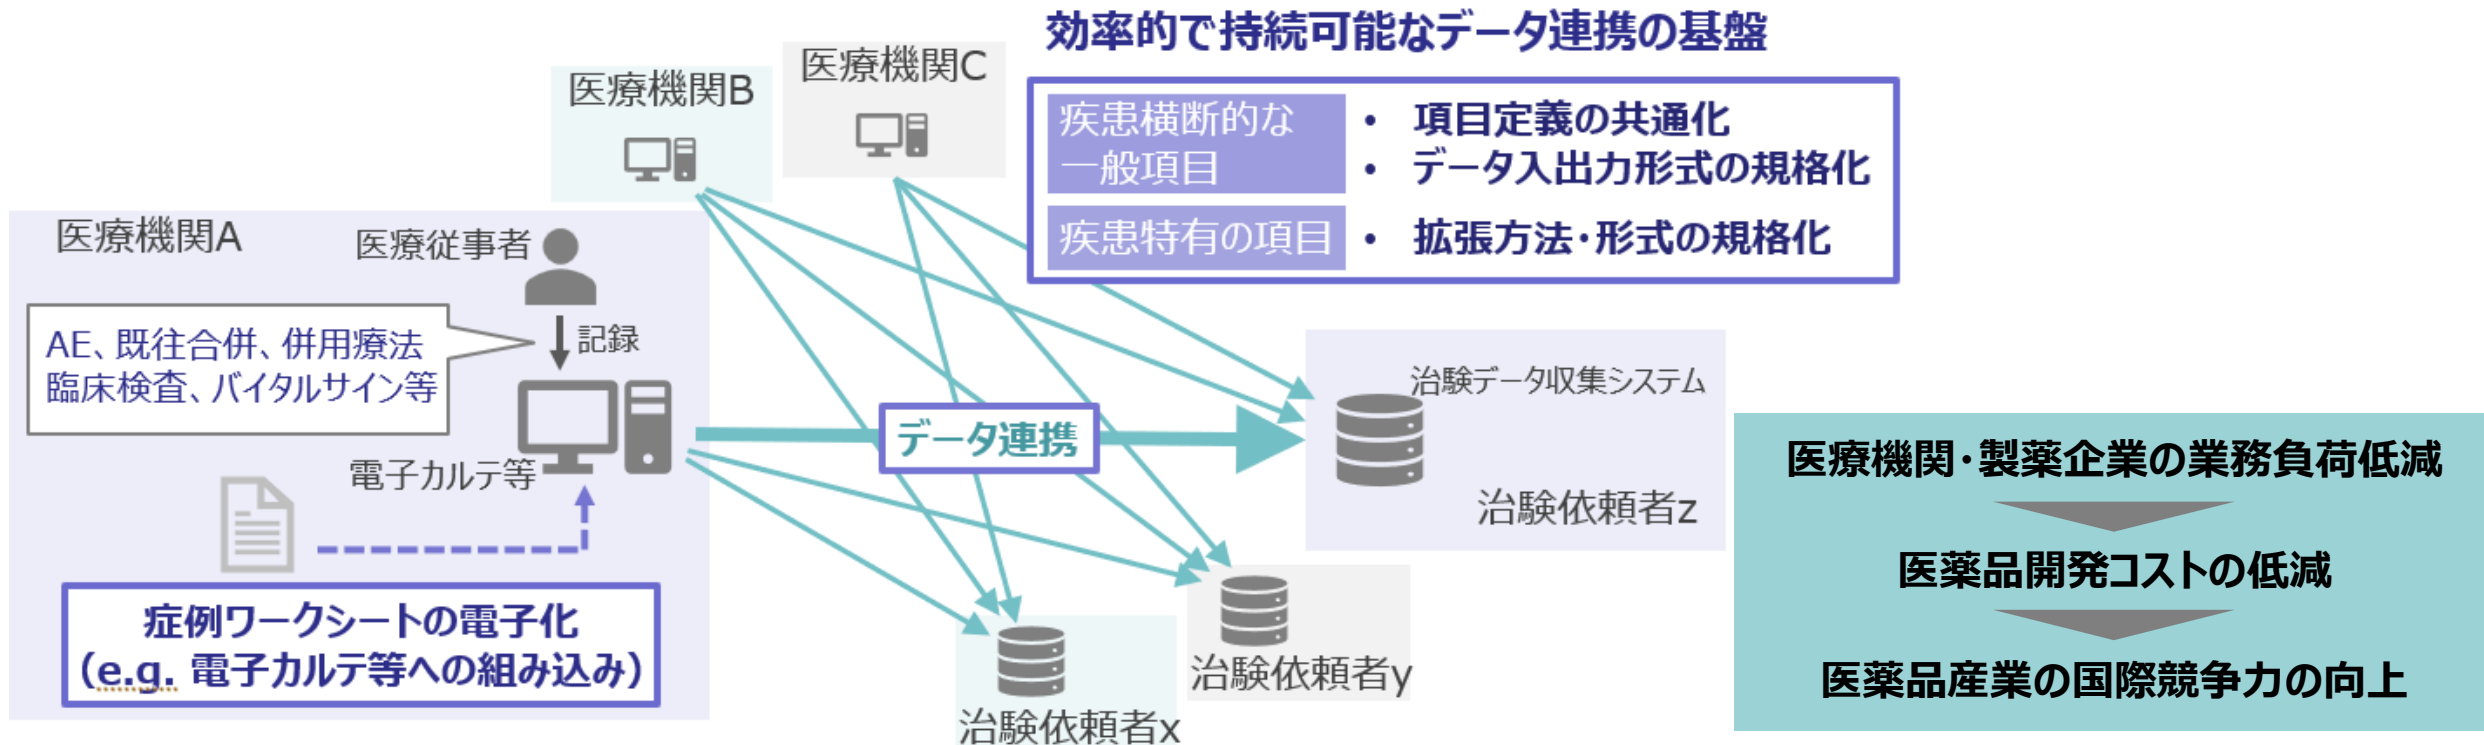 効率的で持続可能なデータ連携の基盤
医療機関C
医療機関B
疾患横断的な
一般項目
• 項目定義の共通化
• データ入出力形式の規格化
疾患特有の項目
• 拡張方法・形式の規格化
医療機関A
医療従事者
記録
AE、既往合併、併用療法
臨床検査、バイタルサイン等
電子カルテ等
データ連携
治験データ収集システム
治験依頼者z
症例ワークシートの電子化
（e.g. 電子カルテ等への組み込み）
治験依頼者y
治験依頼者x
医療機関・製薬企業の業務負荷低減
医薬品開発コストの低減
医薬品産業の国際競争力の向上